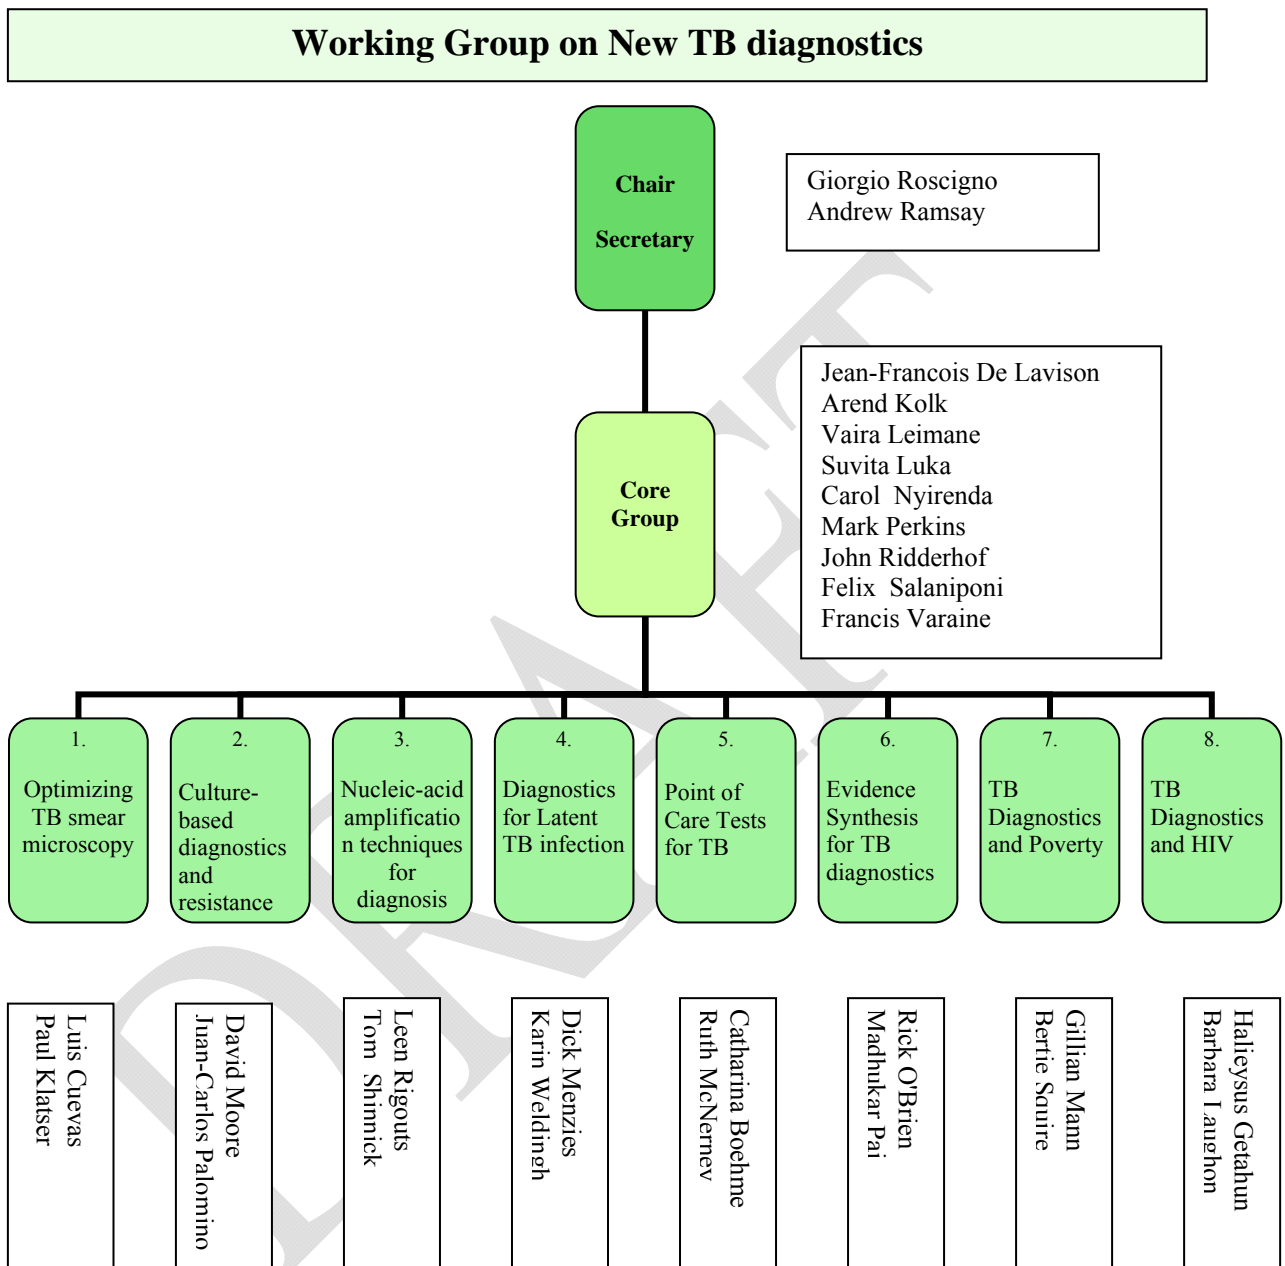 Working Group on New TB diagnostics
Chair
Secretary
Giorgio Roscigno
Andrew Ramsay
Core
Group
Jean-Francois De Lavison
Arend Kolk
Vaira Leimane
Suvita Luka
Carol Nyirenda
Mark Perkins
John Ridderhof
Felix Salaniponi
Francis Varaine
1.
Optimizing
TB smear
microscopy
2.
Culture-
based
diagnostics
and
resistance
3.
Nucleic-acid
amplificatio
n techniques
for
diagnosis
4.
Diagnostics
for Latent
TB infection
5.
Point of
Care Tests
for TB
6.
Evidence
Synthesis
for TB
diagnostics
7.
TB
Diagnostics
and Poverty
8.
TB
Diagnostics
and HIV
Luis Cuevas
Paul Klatser
David Moore
Juan-Carlos Palomino
Leen Rigouts
Tom Shinnick
Dick Menzies
Karin Weldingh
Catharina Boehme
Ruth McNerney
Rick O'Brien
Madhukar Pai
Gillian Mann
Bertie Squire
Halieysus Getahun
Barbara Laughon
DRAFT